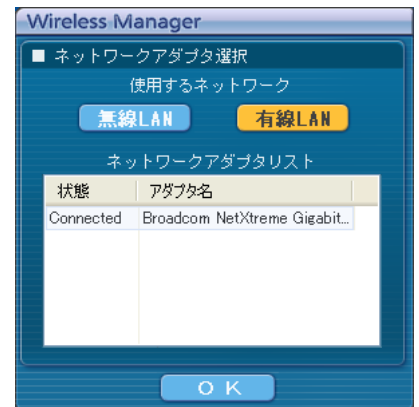 Wireless Manager
■ ネットワークアダプタ選択
使用するネットワーク
無線LAN 有線LAN
ネットワークアダプタリスト
状態 アダプタ名
Connected Broadcom NetXtreme Gigabit...
OK